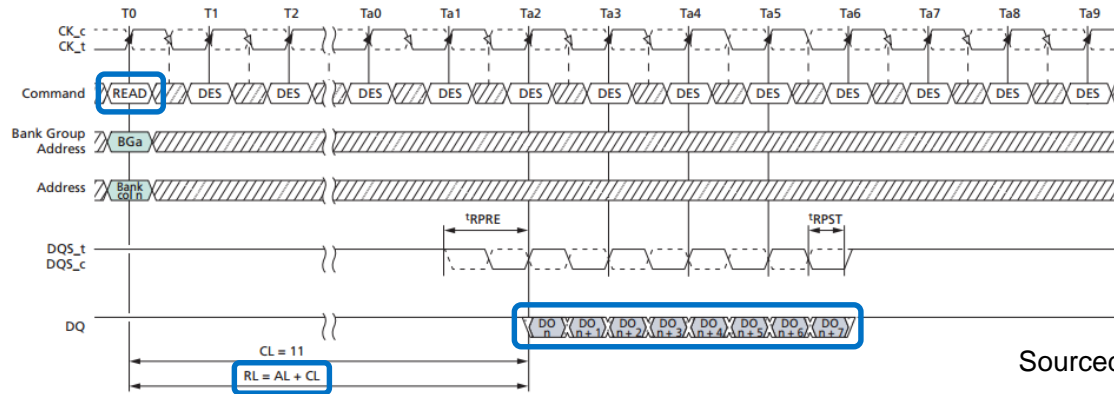 T0 T1 T2 Ta0 Ta1 Ta2 Ta3 Ta4 Ta5 Ta6 Ta7 Ta8 Ta9
CK_c
CK_t
Command READ DES DES DES DES DES DES DES DES DES DES DES DES
Bank Group
Address
BGa
Address
Bank
col n
tRPRE tRPST
DQS_t
DQS_c
DQ
DO n DO n + 1 DO n + 2 DO n + 3 DO n + 4 DO n + 5 DO n + 6 DO n + 7
CL = 11
RL = AL + CL
Sourced